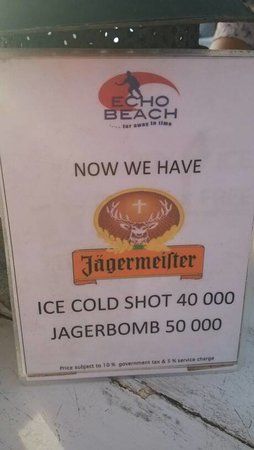 ECHO
BEACH
.... far away in time
NOW WE HAVE
Jägermeister
ICE COLD SHOT 40 000
JAGERBOMB 50 000
Price subject to 10 % government tax & 5 % service charge